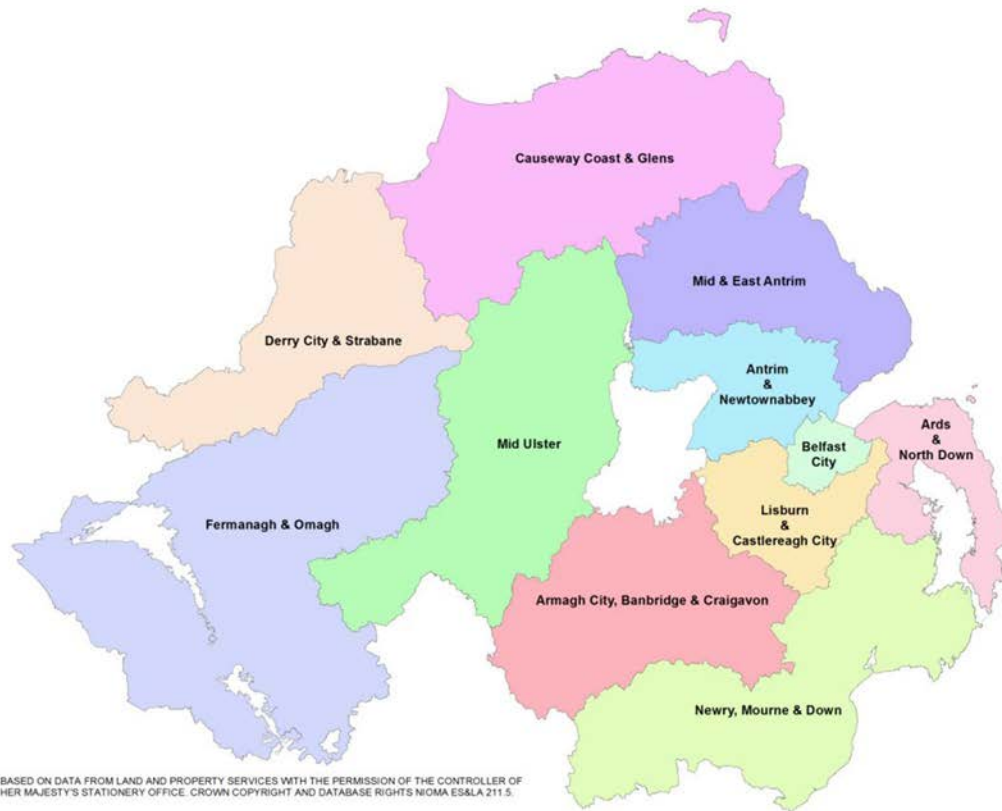 Causeway Coast & Glens
Mid & East Antrim
Derry City & Strabane
Antrim
&
Newtownabbey
Ards
&
North Down
Mid Ulster
Belfast
City
Fermanagh & Omagh
Lisburn
&
Castlereagh City
Armagh City, Banbridge & Craigavon
Newry, Mourne & Down
BASED ON DATA FROM LAND AND PROPERTY SERVICES WITH THE PERMISSION OF THE CONTROLLER OF
HER MAJESTY'S STATIONERY OFFICE. CROWN COPYRIGHT AND DATABASE RIGHTS NIOMA ES&LA 211.5.